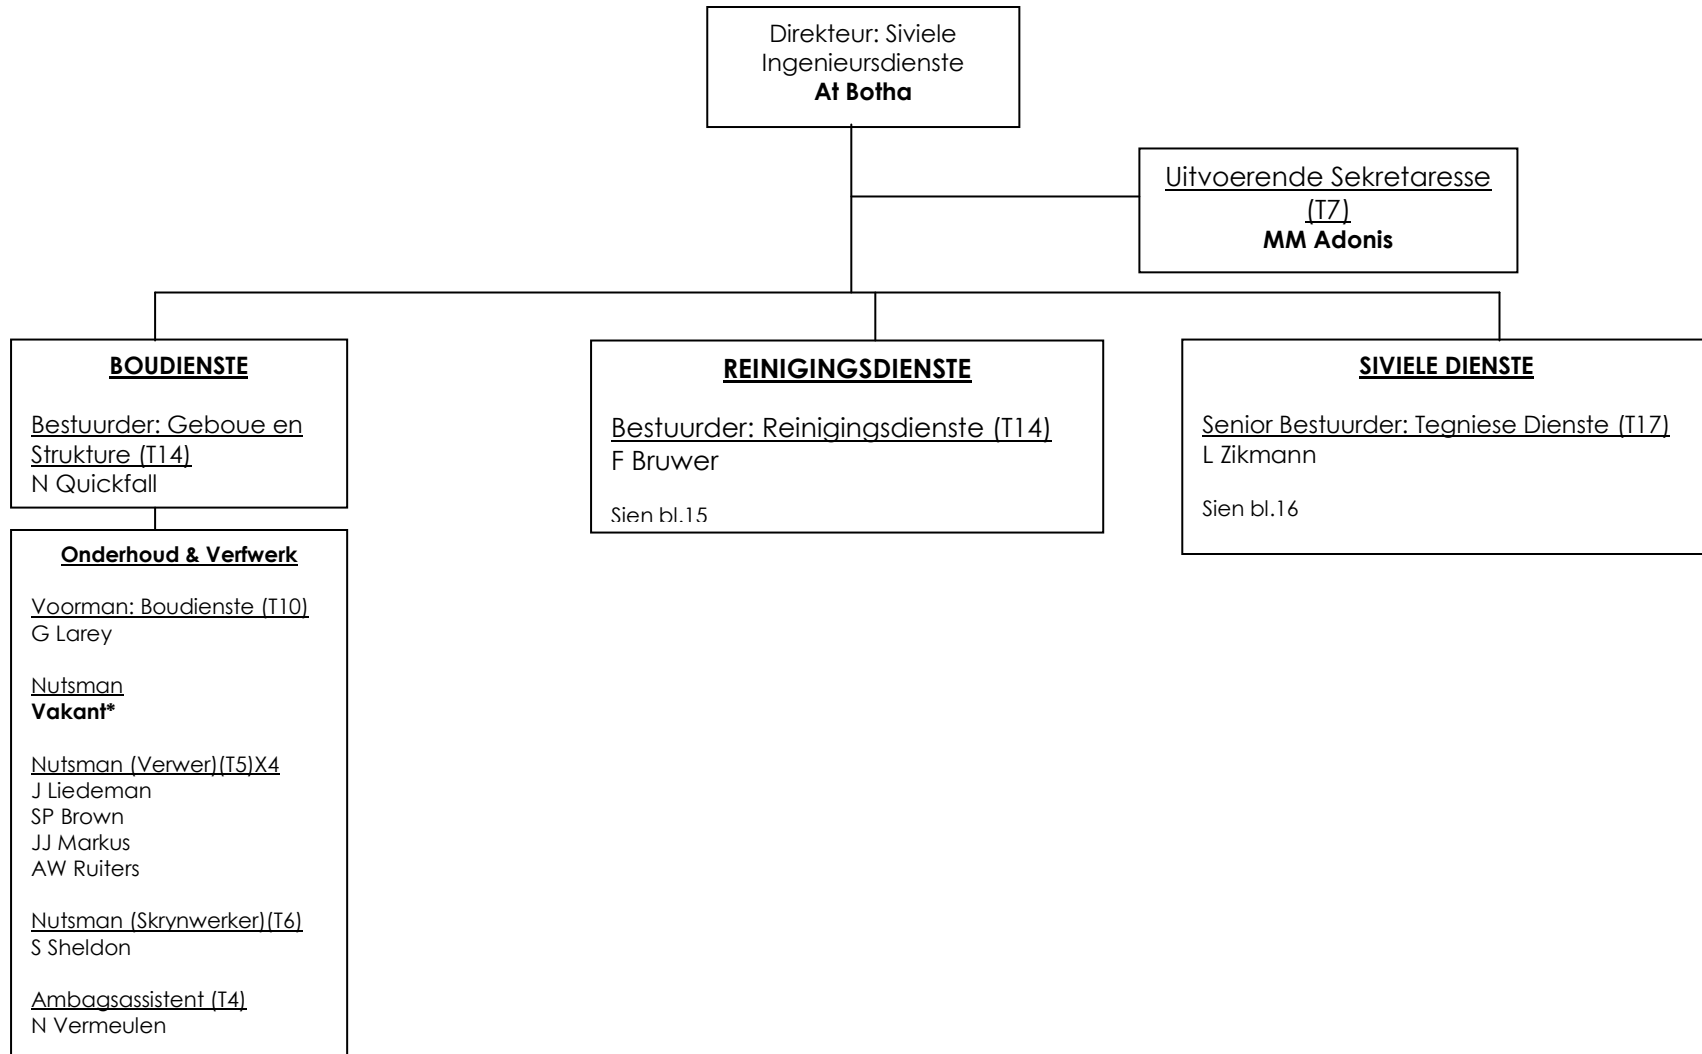 Direkteur: Siviele
Ingenieursdienste
At Botha
Uitvoerende Sekretaresse
(T7)
MM Adonis
BOUDIENSTE
Bestuurder: Geboue en
Strukture (T14)
N Quickfall
REINIGINGSDIENSTE
Bestuurder: Reinigingsdienste (T14)
F Bruwer
Sien bl.15
SIVIELE DIENSTE
Senior Bestuurder: Tegniese Dienste (T17)
L Zikmann
Sien bl.16
Onderhoud & Verfwerk
Voorman: Boudienste (T10)
G Larey
Nutsman
Vakant*
Nutsman (Verwer)(T5)X4
J Liedeman
SP Brown
JJ Markus
AW Ruiters
Nutsman (Skrynwerker)(T6)
S Sheldon
Ambagsassistent (T4)
N Vermeulen